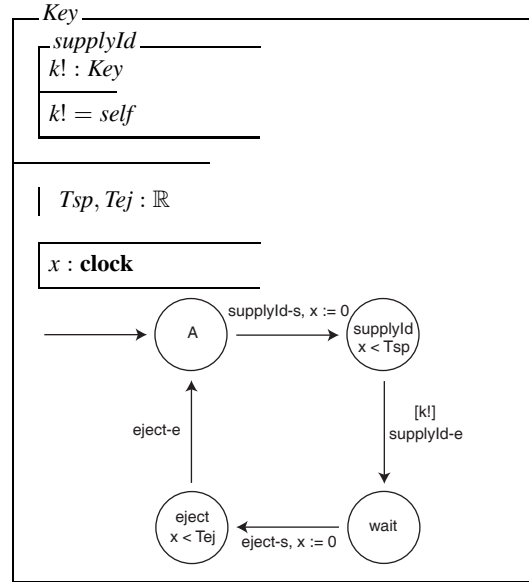 Key
supplyId
k! : Key
k! = self
Tsp, Tej : ℝ
x : clock
supplyId-s, x := 0
A
supplyId
x < Tsp
[k!]
supplyId-e
eject-e
eject
x < Tej
wait
eject-s, x := 0